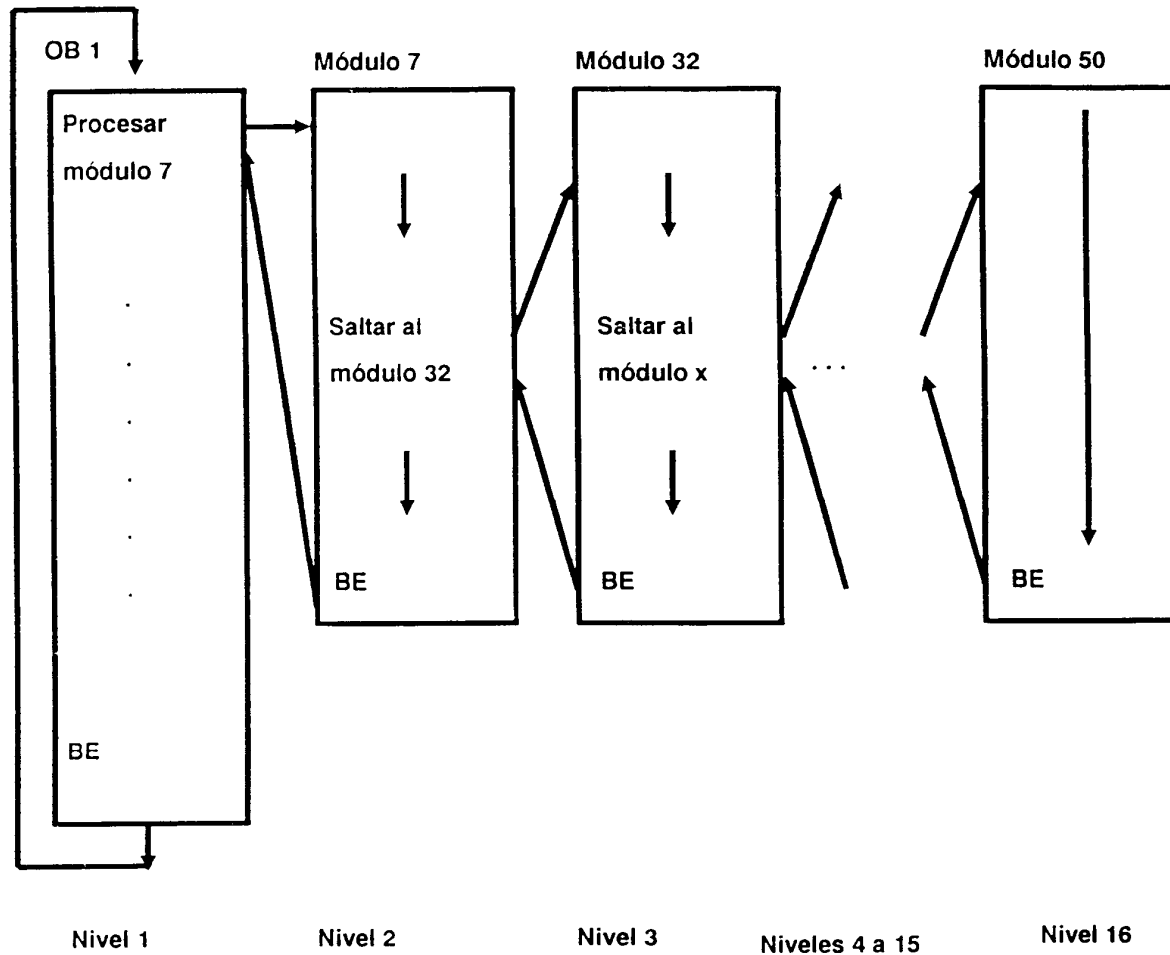 OB 1
Módulo 7
Módulo 32
Módulo 50
Procesar
módulo 7
Saltar al
módulo 32
Saltar al
módulo x
...
BE
BE
BE
BE
Nivel 1
Nivel 2
Nivel 3
Niveles 4 a 15
Nivel 16